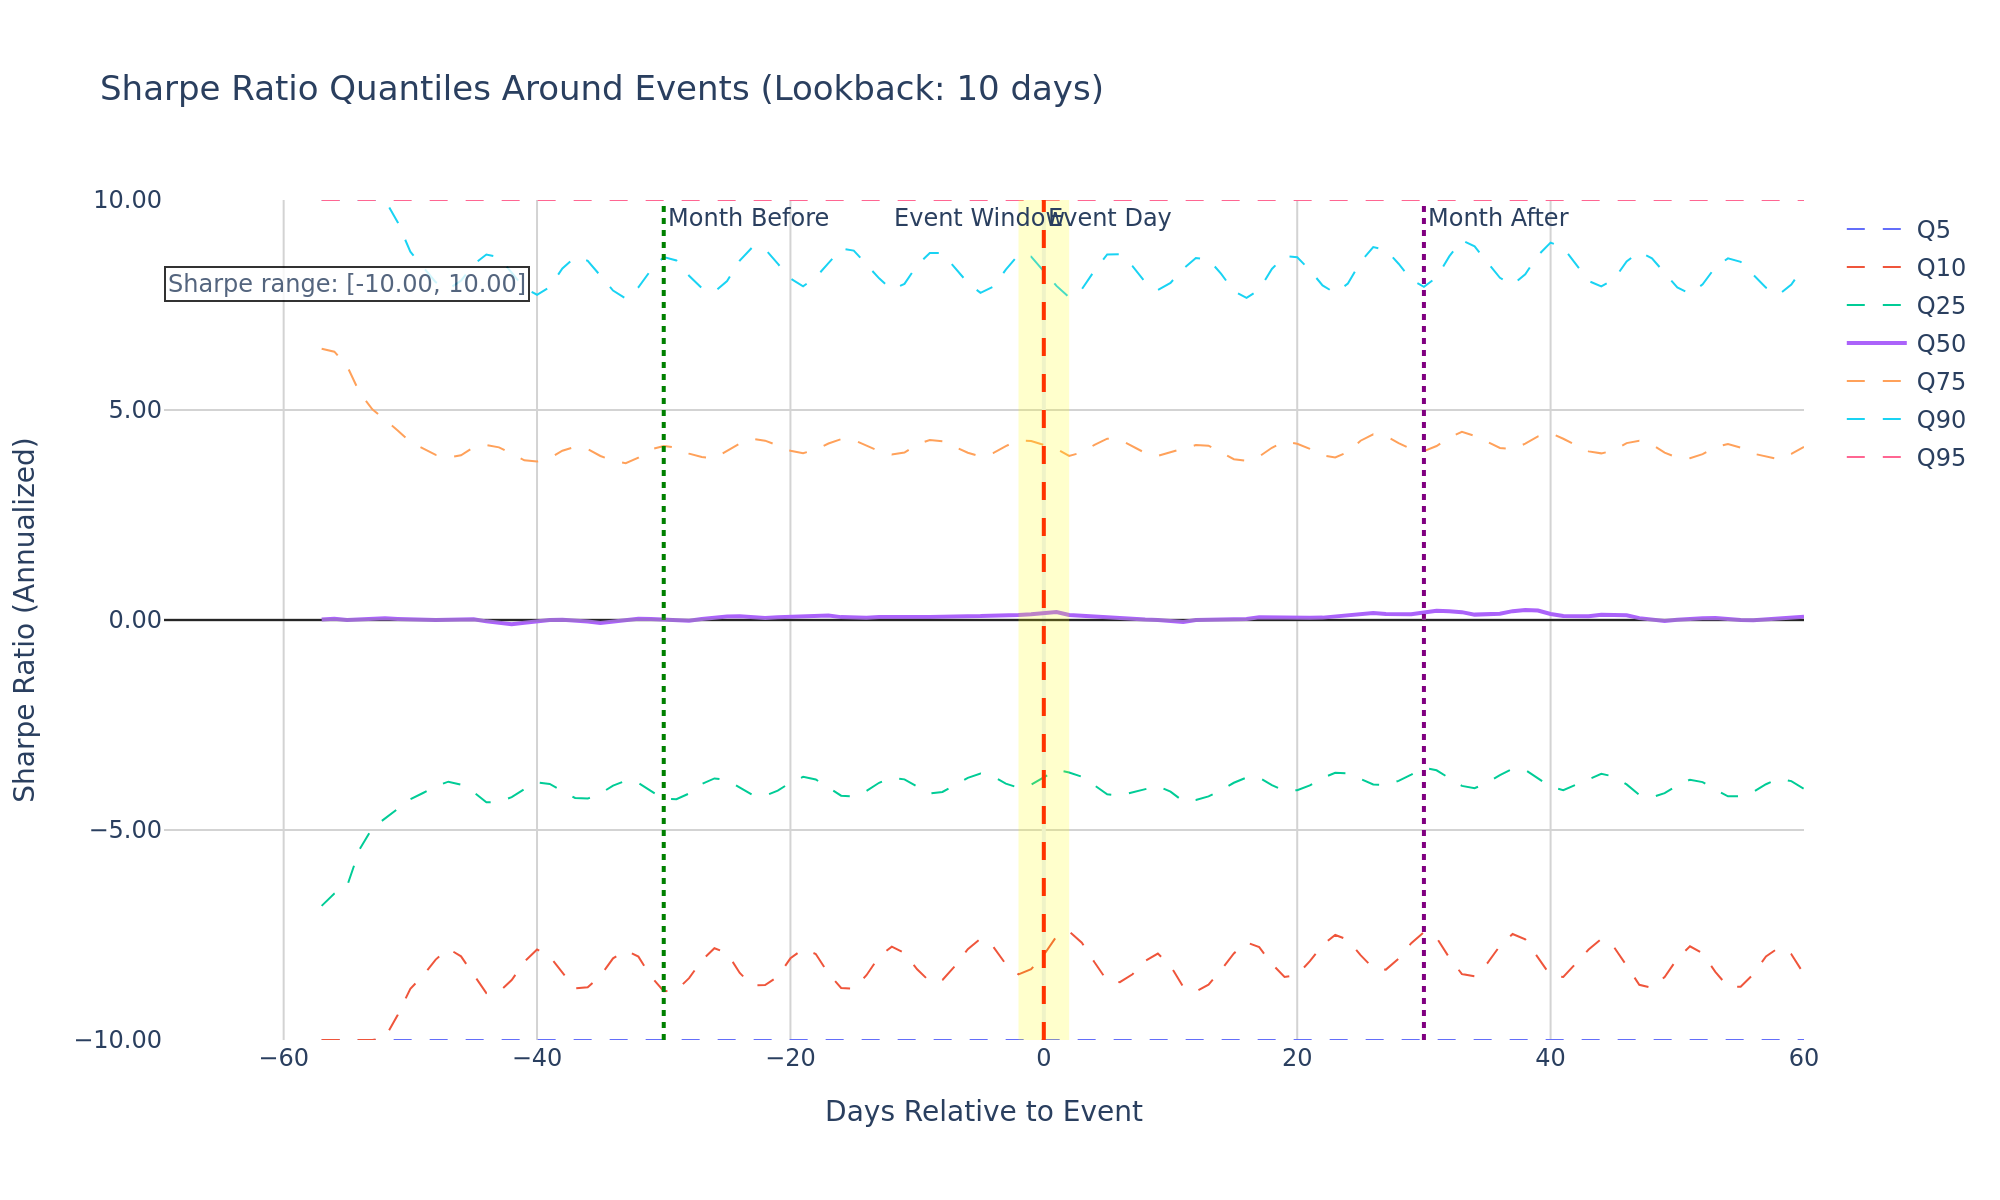 Sharpe Ratio Quantiles Around Events (Lookback: 10 days)
10.00
5.00
0.00
−5.00
−10.00
Sharpe Ratio (Annualized)
Month Before
Event Window
Event Day
Month After
Sharpe range: [-10.00, 10.00]
Q5
Q10
Q25
Q50
Q75
Q90
Q95
−60
−40
−20
0
20
40
60
Days Relative to Event